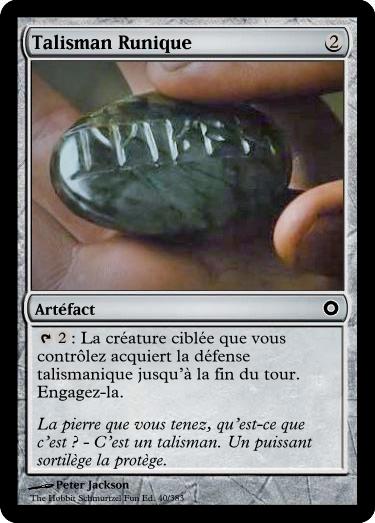 Talisman Runique 2
Artéfact
2 : La créature ciblée que vous
contrôlez acquiert la défense
talismanique jusqu'à la fin du tour.
Engagez-la.
La pierre que vous tenez, qu'est-ce que
c'est ? - C'est un talisman. Un puissant
sortilège la protège.
Peter Jackson
The Hobbit Schmurtzel Fun Ed. 40/383